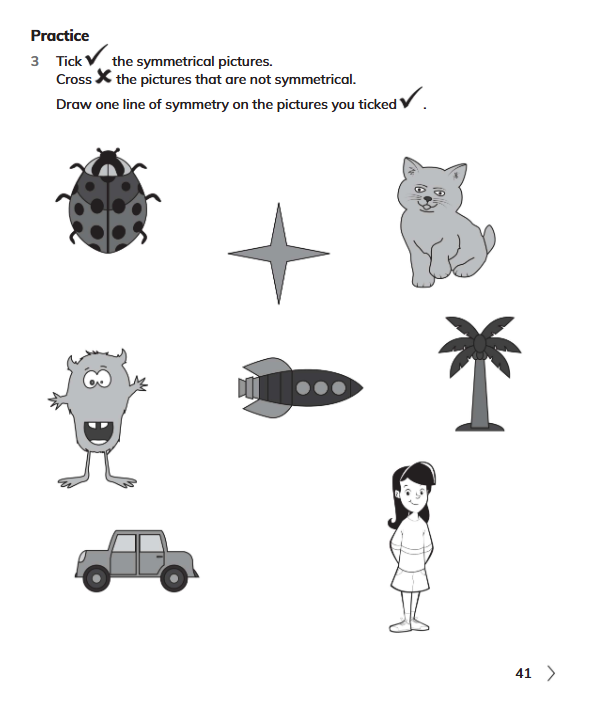 Practice
3 Tick ✔ the symmetrical pictures.
Cross ✘ the pictures that are not symmetrical.
Draw one line of symmetry on the pictures you ticked ✔ .
41